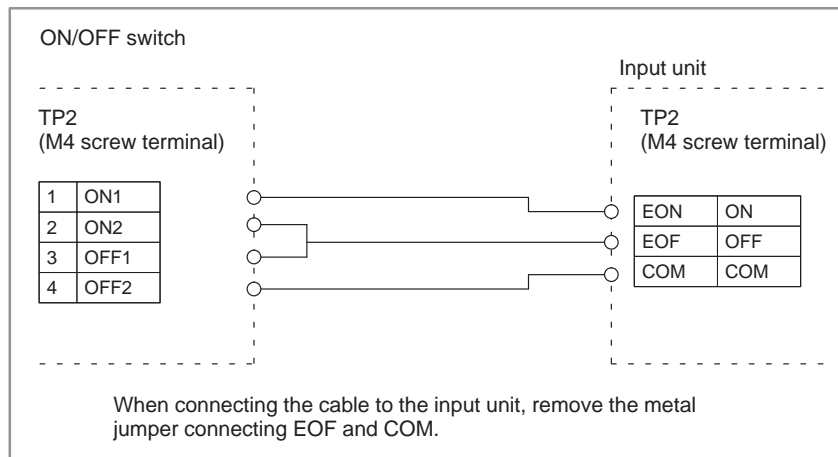 ON/OFF switch
Input unit
TP2
(M4 screw terminal)
TP2
(M4 screw terminal)
1 ON1
2 ON2
3 OFF1
4 OFF2
EON ON
EOF OFF
COM COM
When connecting the cable to the input unit, remove the metal
jumper connecting EOF and COM.